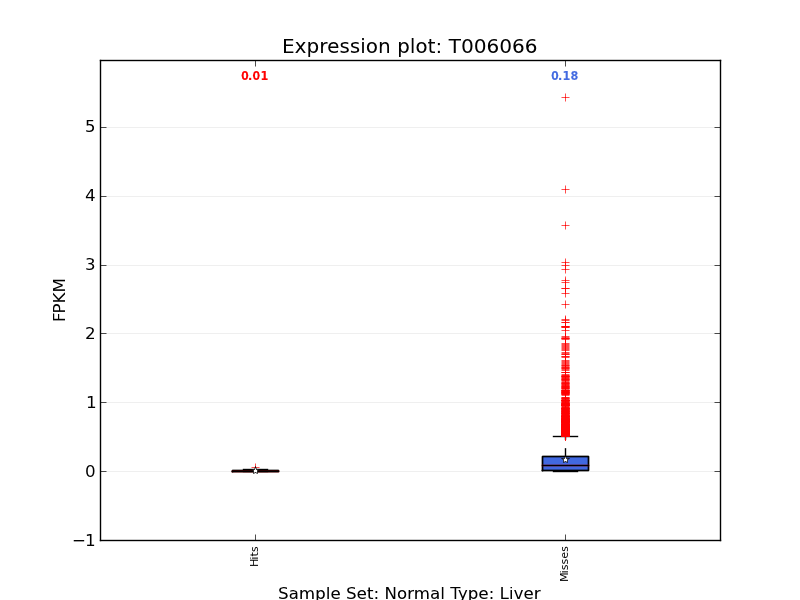 Expression plot: T006066
0.01
0.18
5
4
3
2
1
0
−1
FPKM
Hits
Misses
Sample Set: Normal Type: Liver